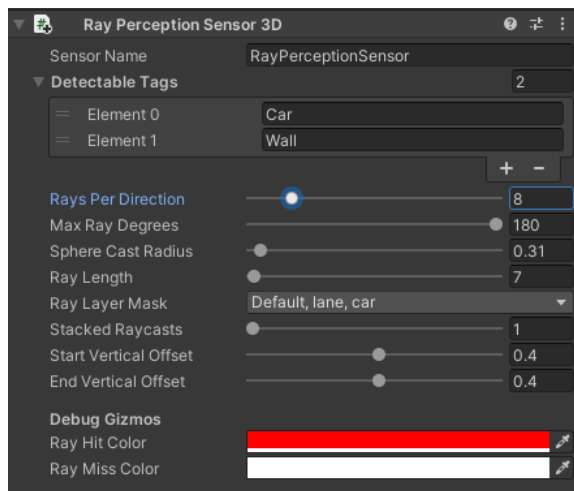 Ray Perception Sensor 3D
Sensor Name RayPerceptionSensor
Detectable Tags 2
Element 0 Car
Element 1 Wall
+ -
Rays Per Direction 8
Max Ray Degrees 180
Sphere Cast Radius 0.31
Ray Length 7
Ray Layer Mask Default, lane, car
Stacked Raycasts 1
Start Vertical Offset 0.4
End Vertical Offset 0.4
Debug Gizmos
Ray Hit Color
Ray Miss Color